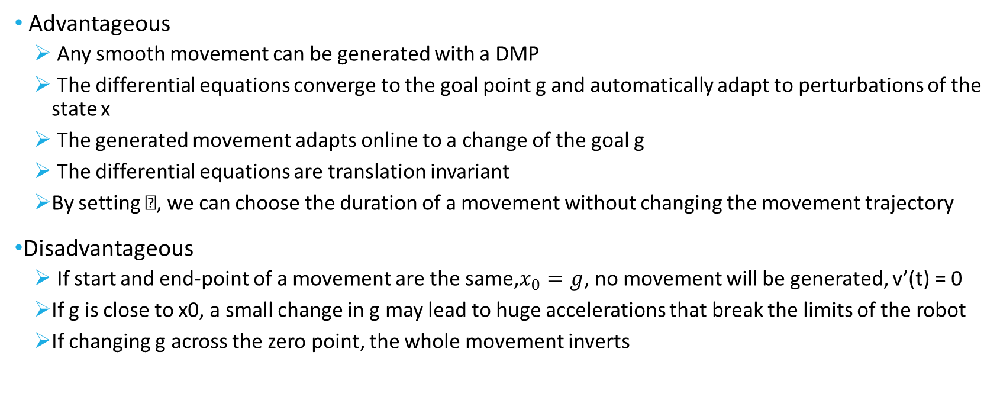 • Advantageous
➢ Any smooth movement can be generated with a DMP
➢ The differential equations converge to the goal point g and automatically adapt to perturbations of the
state x
➢ The generated movement adapts online to a change of the goal g
➢ The differential equations are translation invariant
➢By setting ⍰, we can choose the duration of a movement without changing the movement trajectory
•Disadvantageous
➢ If start and end-point of a movement are the same,𝑥₀ = 𝑔, no movement will be generated, v’(t) = 0
➢If g is close to x0, a small change in g may lead to huge accelerations that break the limits of the robot
➢If changing g across the zero point, the whole movement inverts